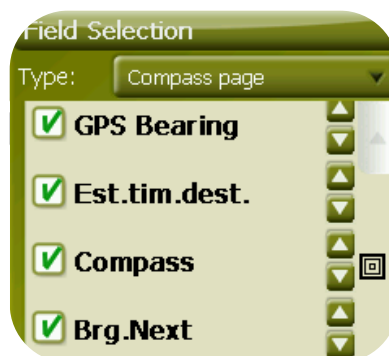 Field Selection
Type: Compass page
GPS Bearing
Est.tim.dest.
Compass
Brg.Next